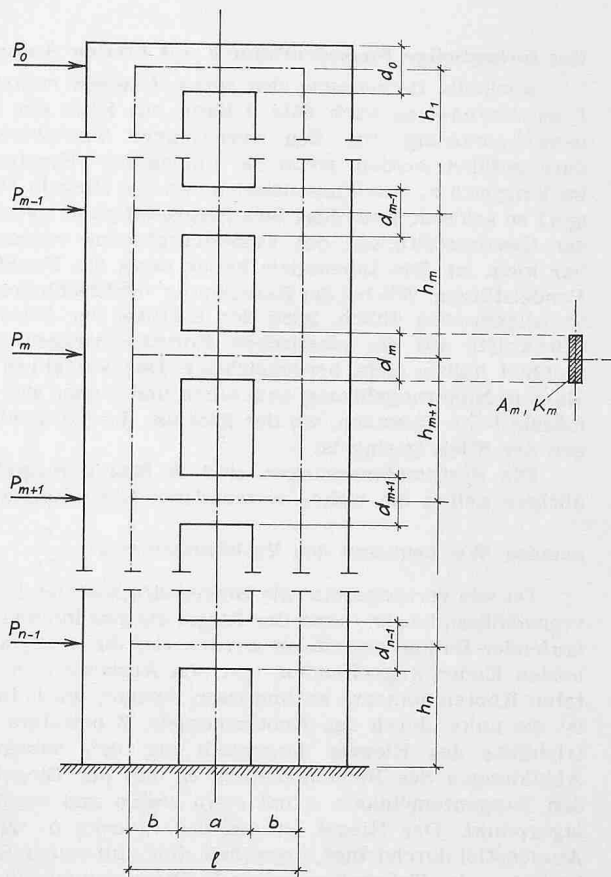 P₀
d₀
h₁
Pₘ₋₁
dₘ₋₁
hₘ
Pₘ
dₘ
hₘ₊₁
Aₘ, Kₘ
Pₘ₊₁
dₘ₊₁
Pₙ₋₁
dₙ₋₁
hₙ
b a b
ℓ